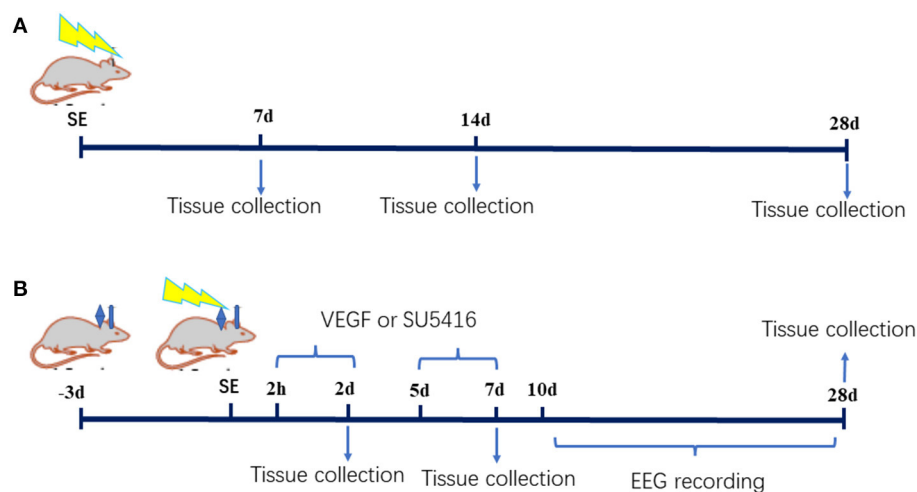 A
SE
7d
14d
28d
Tissue collection
Tissue collection
Tissue collection
B
VEGF or SU5416
Tissue collection
-3d
SE
2h
2d
5d
7d
10d
28d
Tissue collection
Tissue collection
EEG recording